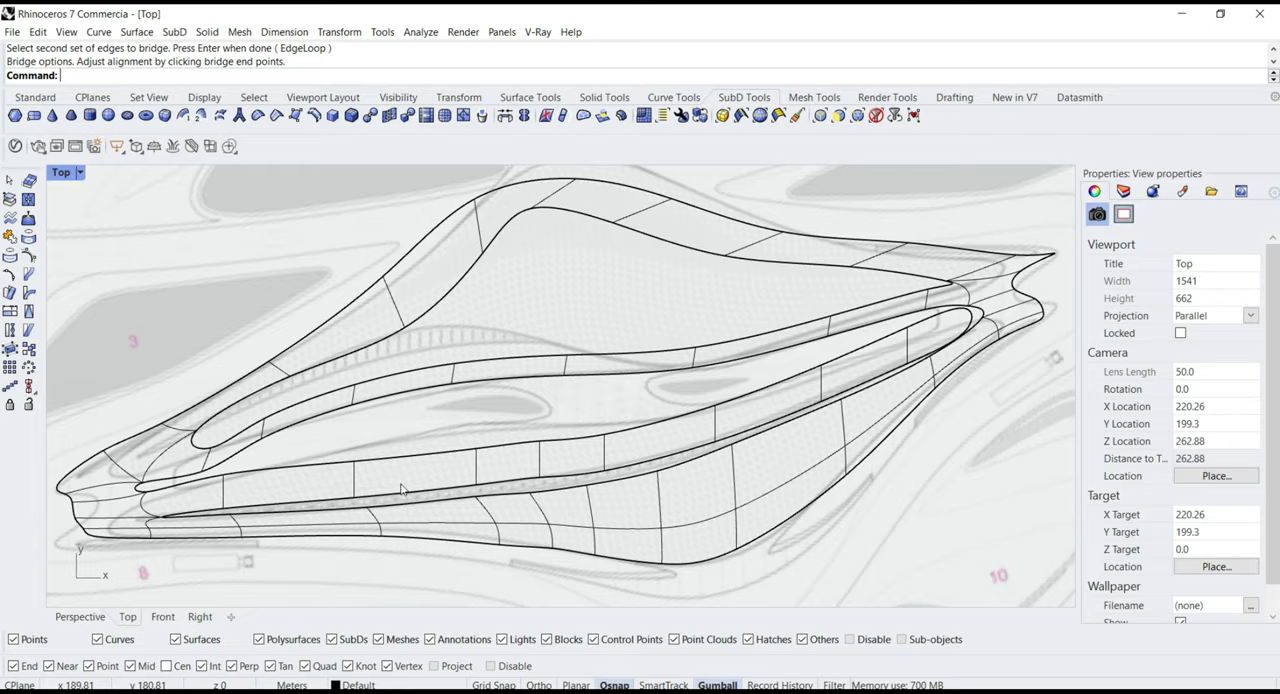 Rhinoceros 7 Commercia - [Top]
File Edit View Curve Surface SubD Solid Mesh Dimension Transform Tools Analyze Render Panels V-Ray Help
Select second set of edges to bridge. Press Enter when done ( EdgeLoop )
Bridge options. Adjust alignment by clicking bridge end points.
Command:
Standard CPlanes Set View Display Select Viewport Layout Visibility Transform Surface Tools Solid Tools Curve Tools SubD Tools Mesh Tools Render Tools Drafting New in V7 Datasmith
Top
Properties: View properties
Viewport
Title Top
Width 1541
Height 662
Projection Parallel
Locked
Camera
Lens Length 50.0
Rotation 0.0
X Location 220.26
Y Location 199.3
Z Location 262.88
Distance to T... 262.88
Location Place...
Target
X Target 220.26
Y Target 199.3
Z Target 0.0
Location Place...
Wallpaper
Filename (none) ...
Show
3
8
10
y
x
Perspective Top Front Right
Points Curves Surfaces Polysurfaces SubDs Meshes Annotations Lights Blocks Control Points Point Clouds Hatches Others Disable Sub-objects
End Near Point Mid Cen Int Perp Tan Quad Knot Vertex Project Disable
CPlane x 189.81 y 180.81 z 0 Meters Default Grid Snap Ortho Planar Osnap SmartTrack Gumball Record History Filter Memory use: 700 MB